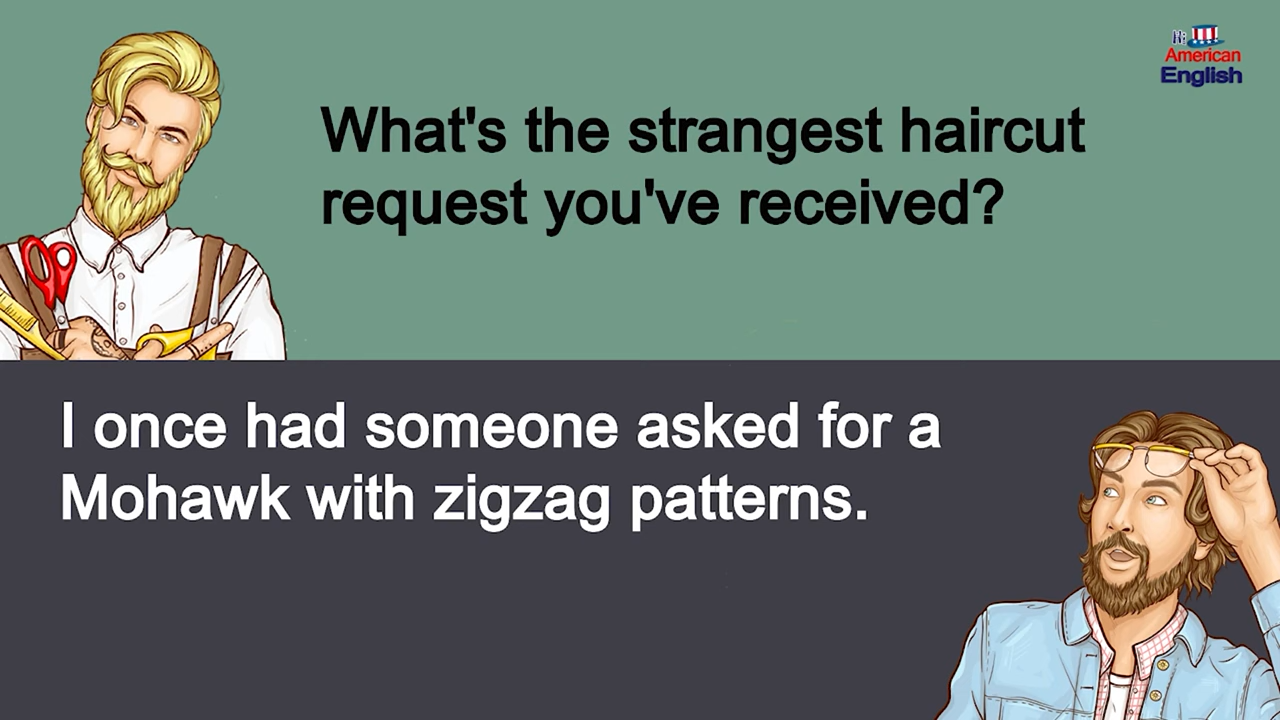 American
English
What's the strangest haircut
request you've received?
I once had someone asked for a
Mohawk with zigzag patterns.